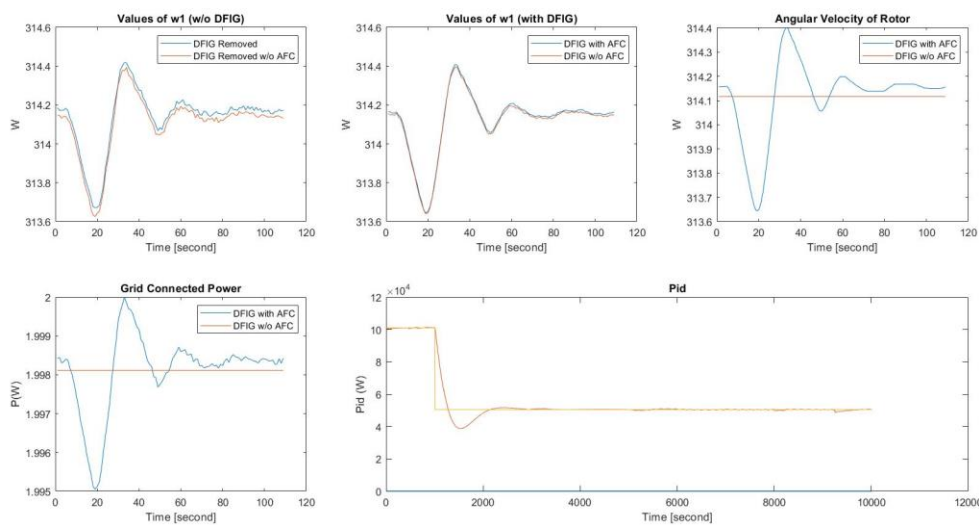 Values of w1 (w/o DFIG)
314.6
314.4
314.2
314
313.8
313.6
W
DFIG Removed
DFIG Removed w/o AFC
0 20 40 60 80 100 120
Time [second]
Values of w1 (with DFIG)
314.6
314.4
314.2
314
313.8
313.6
W
DFIG with AFC
DFIG w/o AFC
0 20 40 60 80 100 120
Time [second]
Angular Velocity of Rotor
314.4
314.3
314.2
314.1
314
313.9
313.8
313.7
313.6
W
DFIG with AFC
DFIG w/o AFC
0 20 40 60 80 100 120
Time [second]
Grid Connected Power
2
1.999
1.998
1.997
1.996
1.995
P(W)
DFIG with AFC
DFIG w/o AFC
0 20 40 60 80 100 120
Time [second]
Pid
×10⁴
12
10
8
6
4
2
0
Pid (W)
0 2000 4000 6000 8000 10000 12000
Time [second]